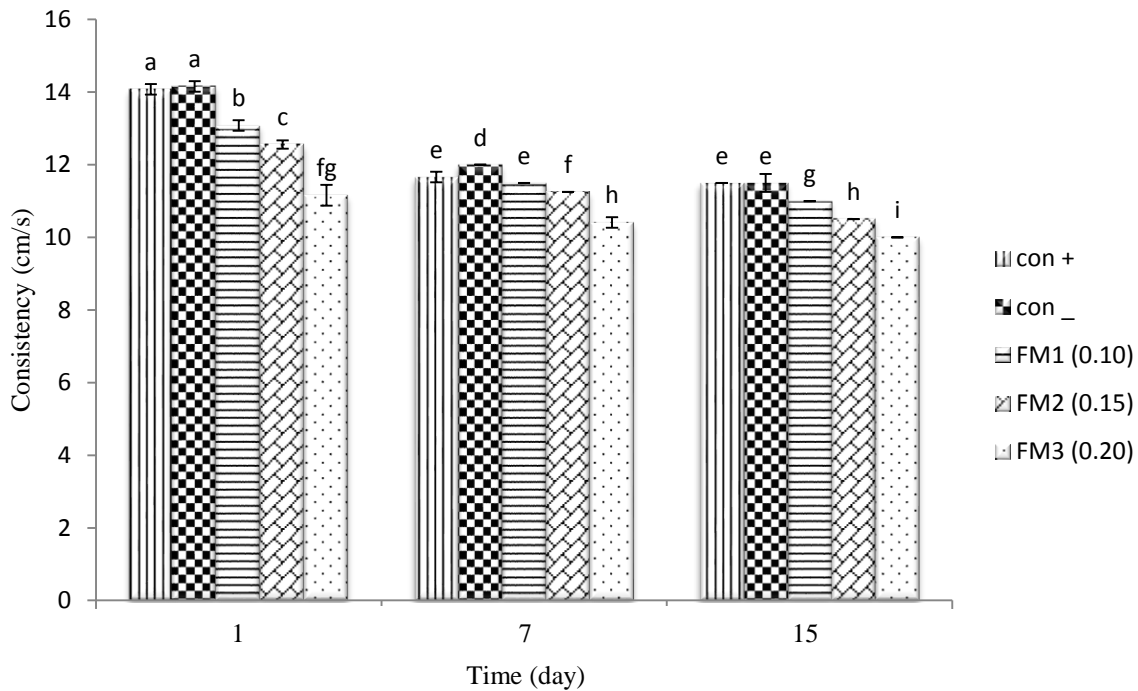 Consistency (cm/s)
16
14
12
10
8
6
4
2
0
a a b c fg
e d e f h
e e g h i
1 7 15
Time (day)
con +
con _
FM1 (0.10)
FM2 (0.15)
FM3 (0.20)